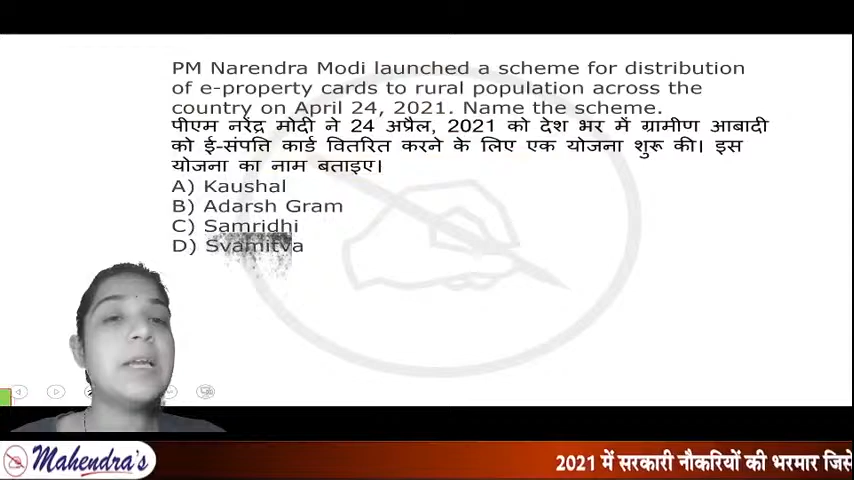 PM Narendra Modi launched a scheme for distribution
of e-property cards to rural population across the
country on April 24, 2021. Name the scheme.
पीएम नरेंद्र मोदी ने 24 अप्रैल, 2021 को देश भर में ग्रामीण आबादी
को ई-संपत्ति कार्ड वितरित करने के लिए एक योजना शुरू की। इस
योजना का नाम बताइए।
A) Kaushal
B) Adarsh Gram
C) Samridhi
D) Svamitva
Mahendra's
2021 में सरकारी नौकरियों की भरमार जिसे